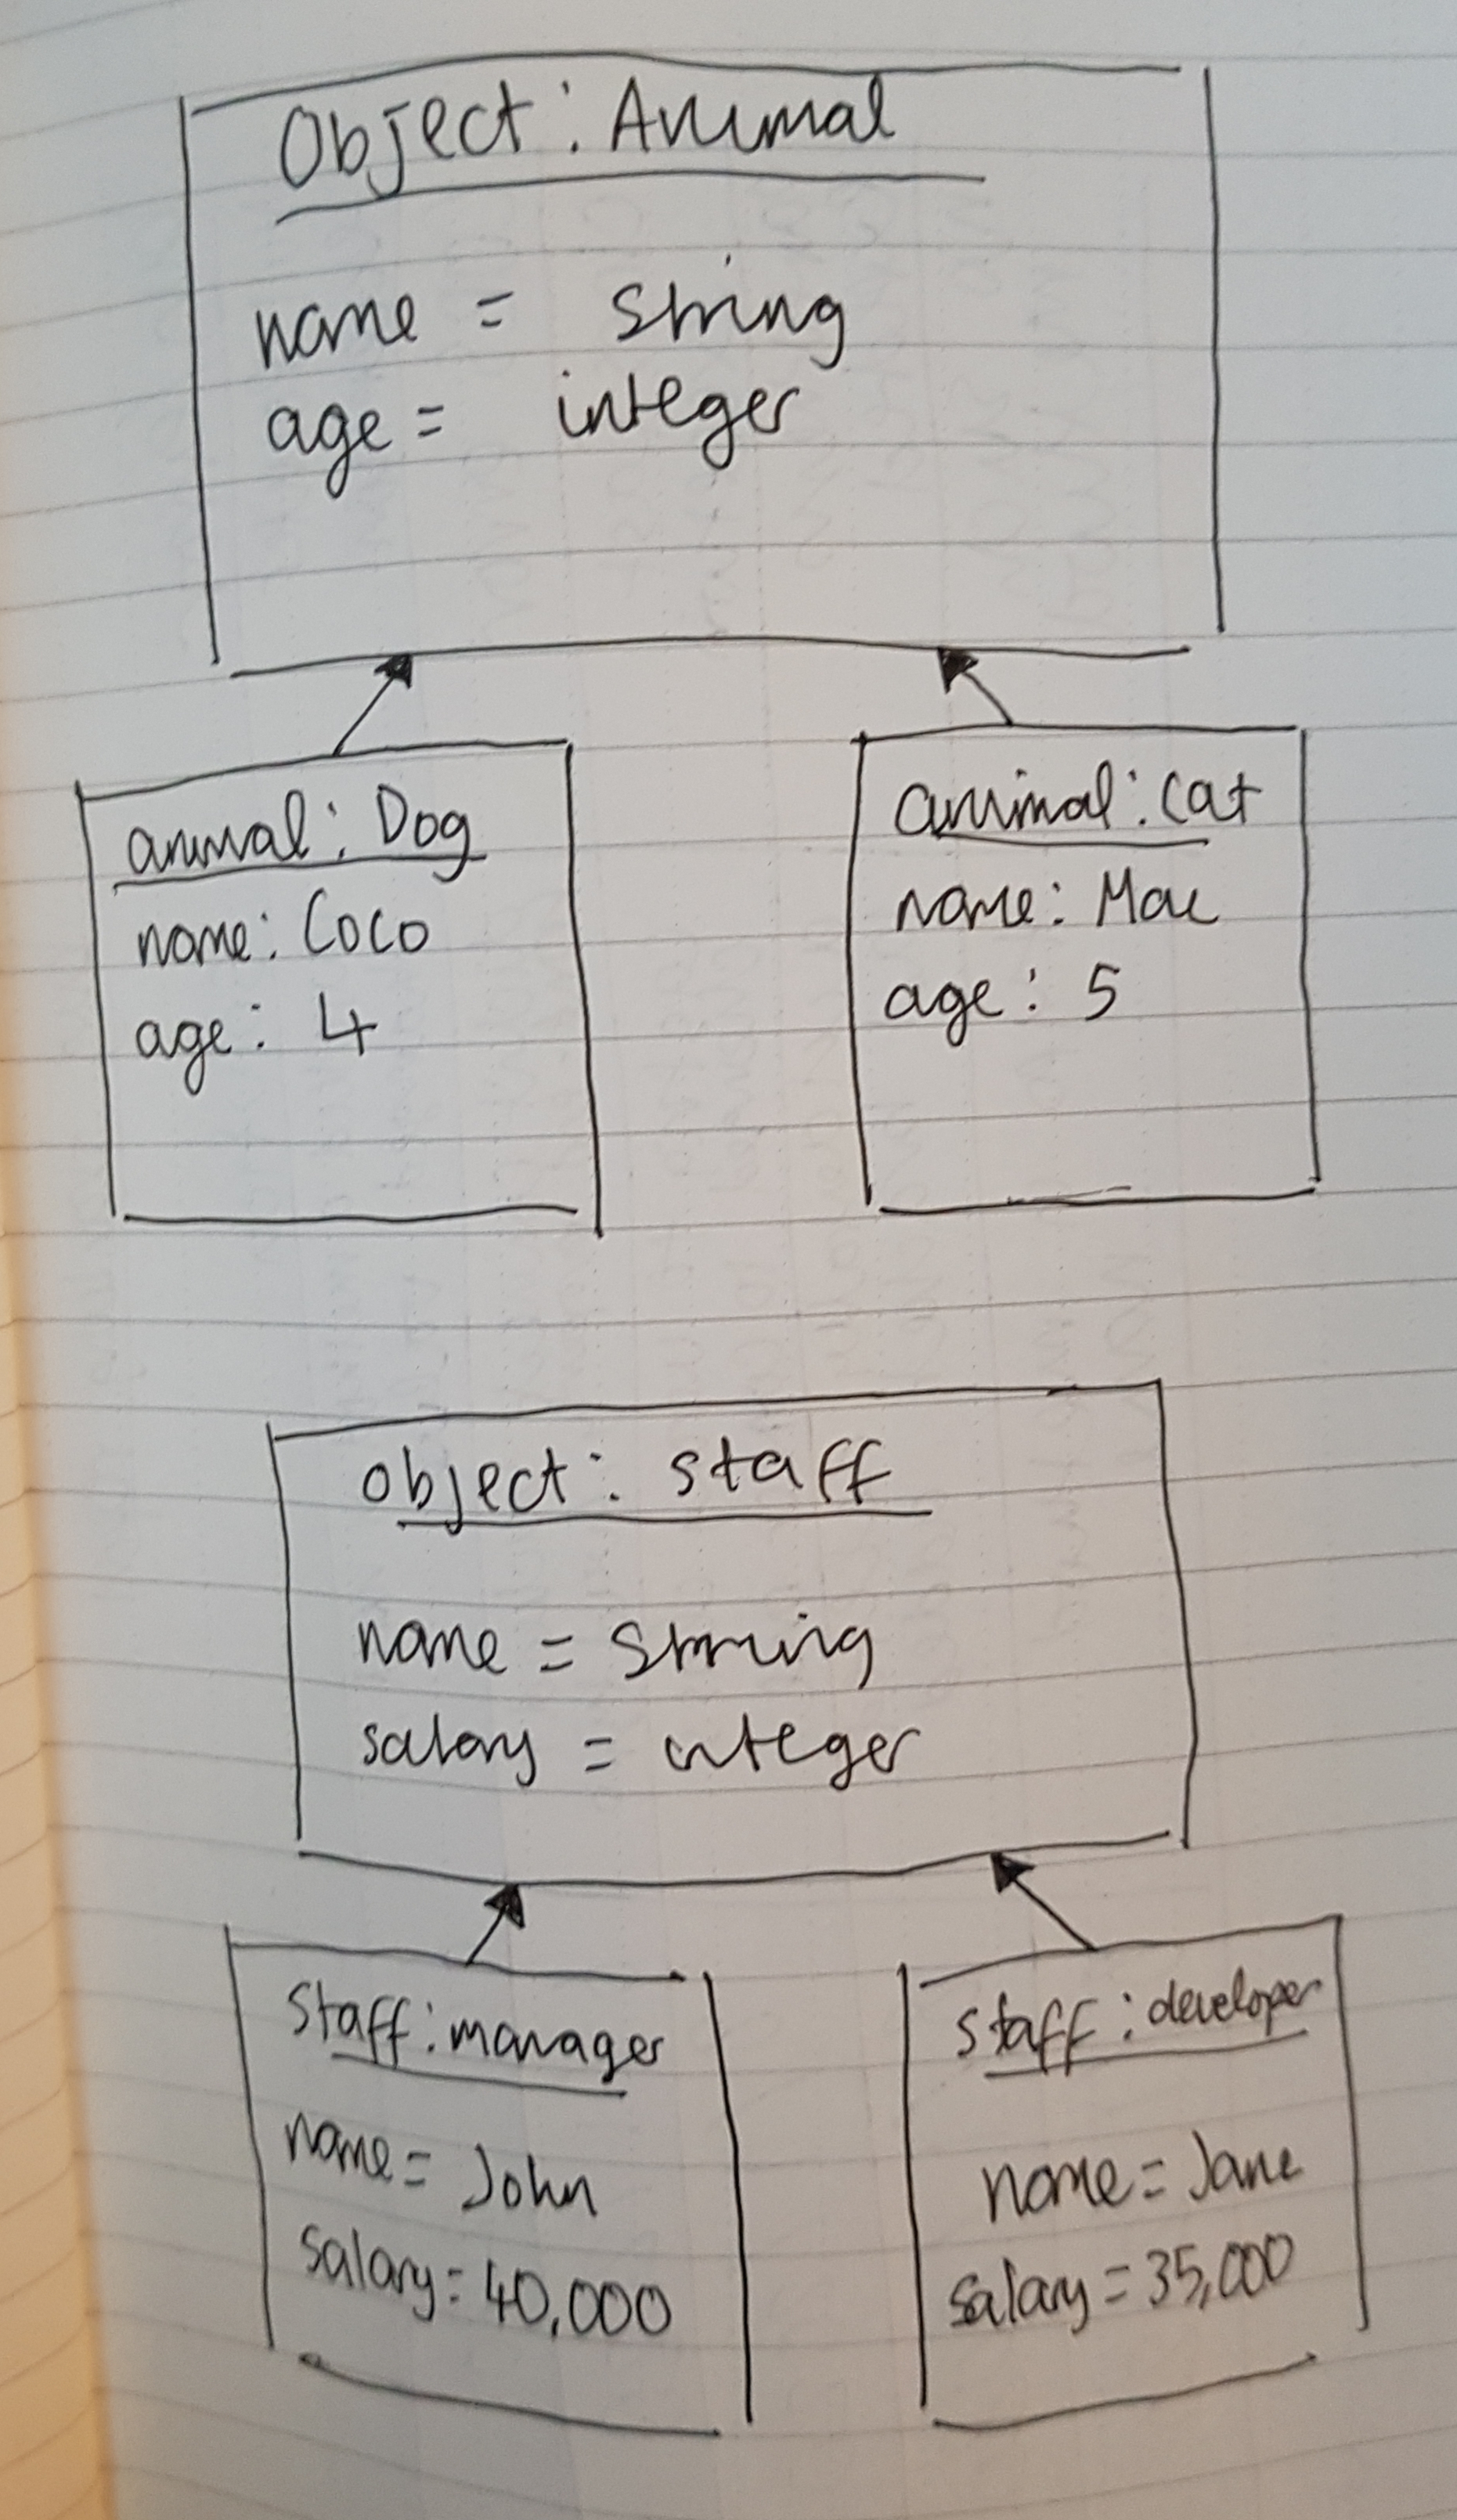 Object: Animal
name = string
age = integer
animal: Dog
name: Coco
age: 4
animal: cat
name: Mac
age: 5
object: staff
name = string
salary = integer
staff: manager
name = John
salary = 40,000
staff: developer
name = Jane
salary = 35,000